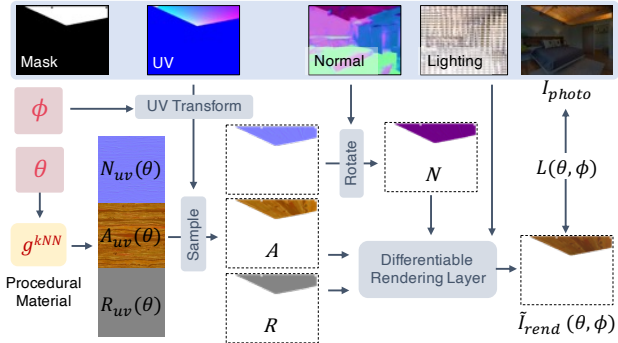 Mask
UV
Normal
Lighting
I_photo
ϕ
UV Transform
θ
N_uv(θ)
Rotate
N
L(θ, ϕ)
g^kNN
A_uv(θ)
Sample
A
Differentiable
Rendering Layer
Procedural
Material
R_uv(θ)
R
Ĩ_rend (θ, ϕ)